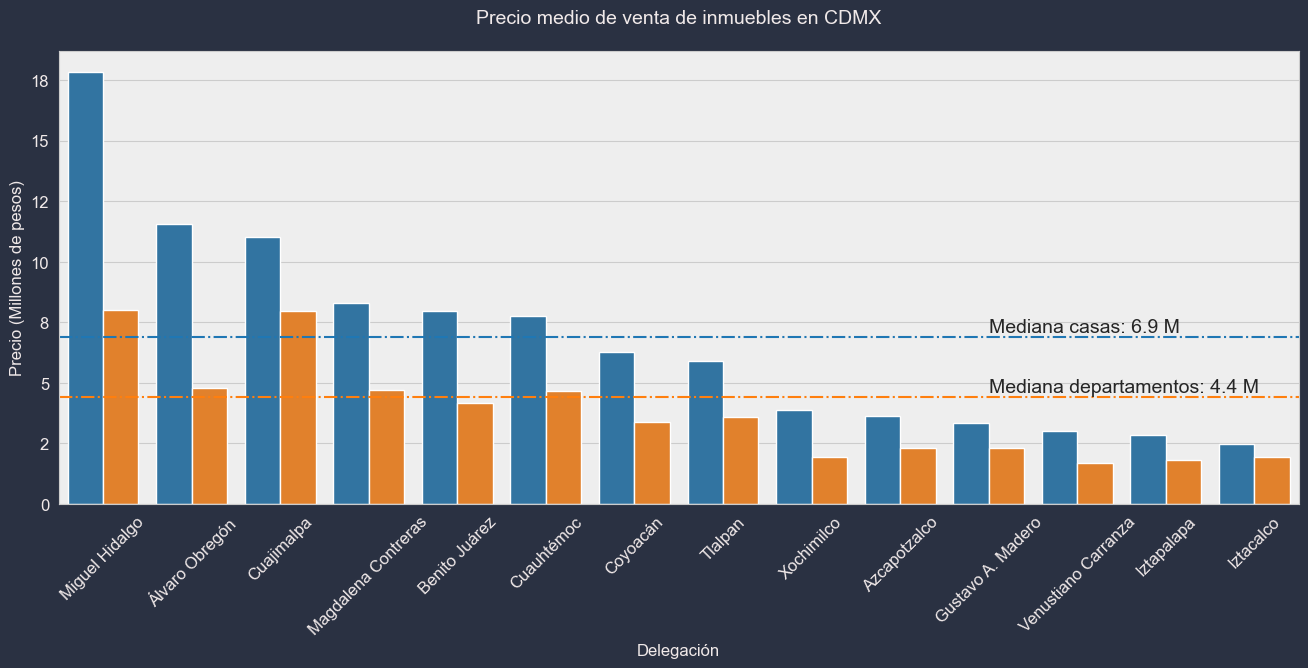 Precio medio de venta de inmuebles en CDMX
Precio (Millones de pesos)
18
15
12
10
8
5
2
0
Mediana casas: 6.9 M
Mediana departamentos: 4.4 M
Miguel Hidalgo
Álvaro Obregón
Cuajimalpa
Magdalena Contreras
Benito Juárez
Cuauhtémoc
Coyoacán
Tlalpan
Xochimilco
Azcapotzalco
Gustavo A. Madero
Venustiano Carranza
Iztapalapa
Iztacalco
Delegación